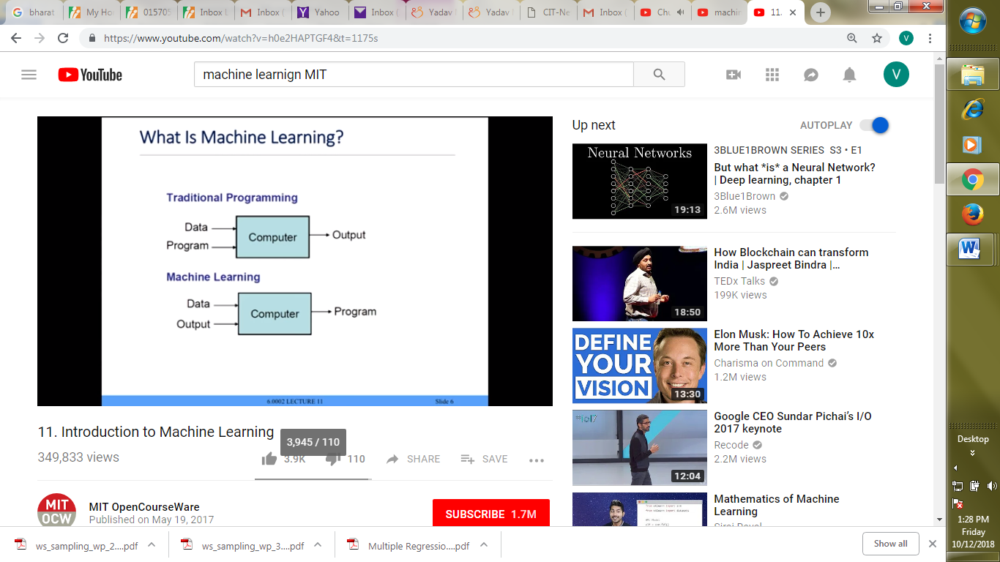 bharat
My Ho
015705
Inbox L
Inbox (
Yahoo
Inbox (
Yadav
Yadav
CIT-Ne
Inbox (
Chu
machin
11.
https://www.youtube.com/watch?v=h0e2HAPTGF4&t=1175s
V
YouTube
machine learnign MIT
V
What Is Machine Learning?
Traditional Programming
Data
Program
Computer
Output
Machine Learning
Data
Output
Computer
Program
6.0002 LECTURE 11
Slide 6
11. Introduction to Machine Learning
3,945 / 110
349,833 views
3.9K
110
SHARE
SAVE
MIT
OCW
MIT OpenCourseWare
Published on May 19, 2017
SUBSCRIBE 1.7M
Up next
AUTOPLAY
Neural Networks
19:13
3BLUE1BROWN SERIES S3 • E1
But what *is* a Neural Network?
| Deep learning, chapter 1
3Blue1Brown
2.6M views
18:50
How Blockchain can transform
India | Jaspreet Bindra |...
TEDx Talks
199K views
DEFINE
YOUR
VISION
13:30
Elon Musk: How To Achieve 10x
More Than Your Peers
Charisma on Command
1.2M views
#io17
12:04
Google CEO Sundar Pichai’s I/O
2017 keynote
Recode
2.2M views
Mathematics of Machine
Learning
Siraj Raval
ws_sampling_wp_2....pdf
ws_sampling_wp_3....pdf
Multiple Regressio....pdf
Show all
Desktop
1:28 PM
Friday
10/12/2018